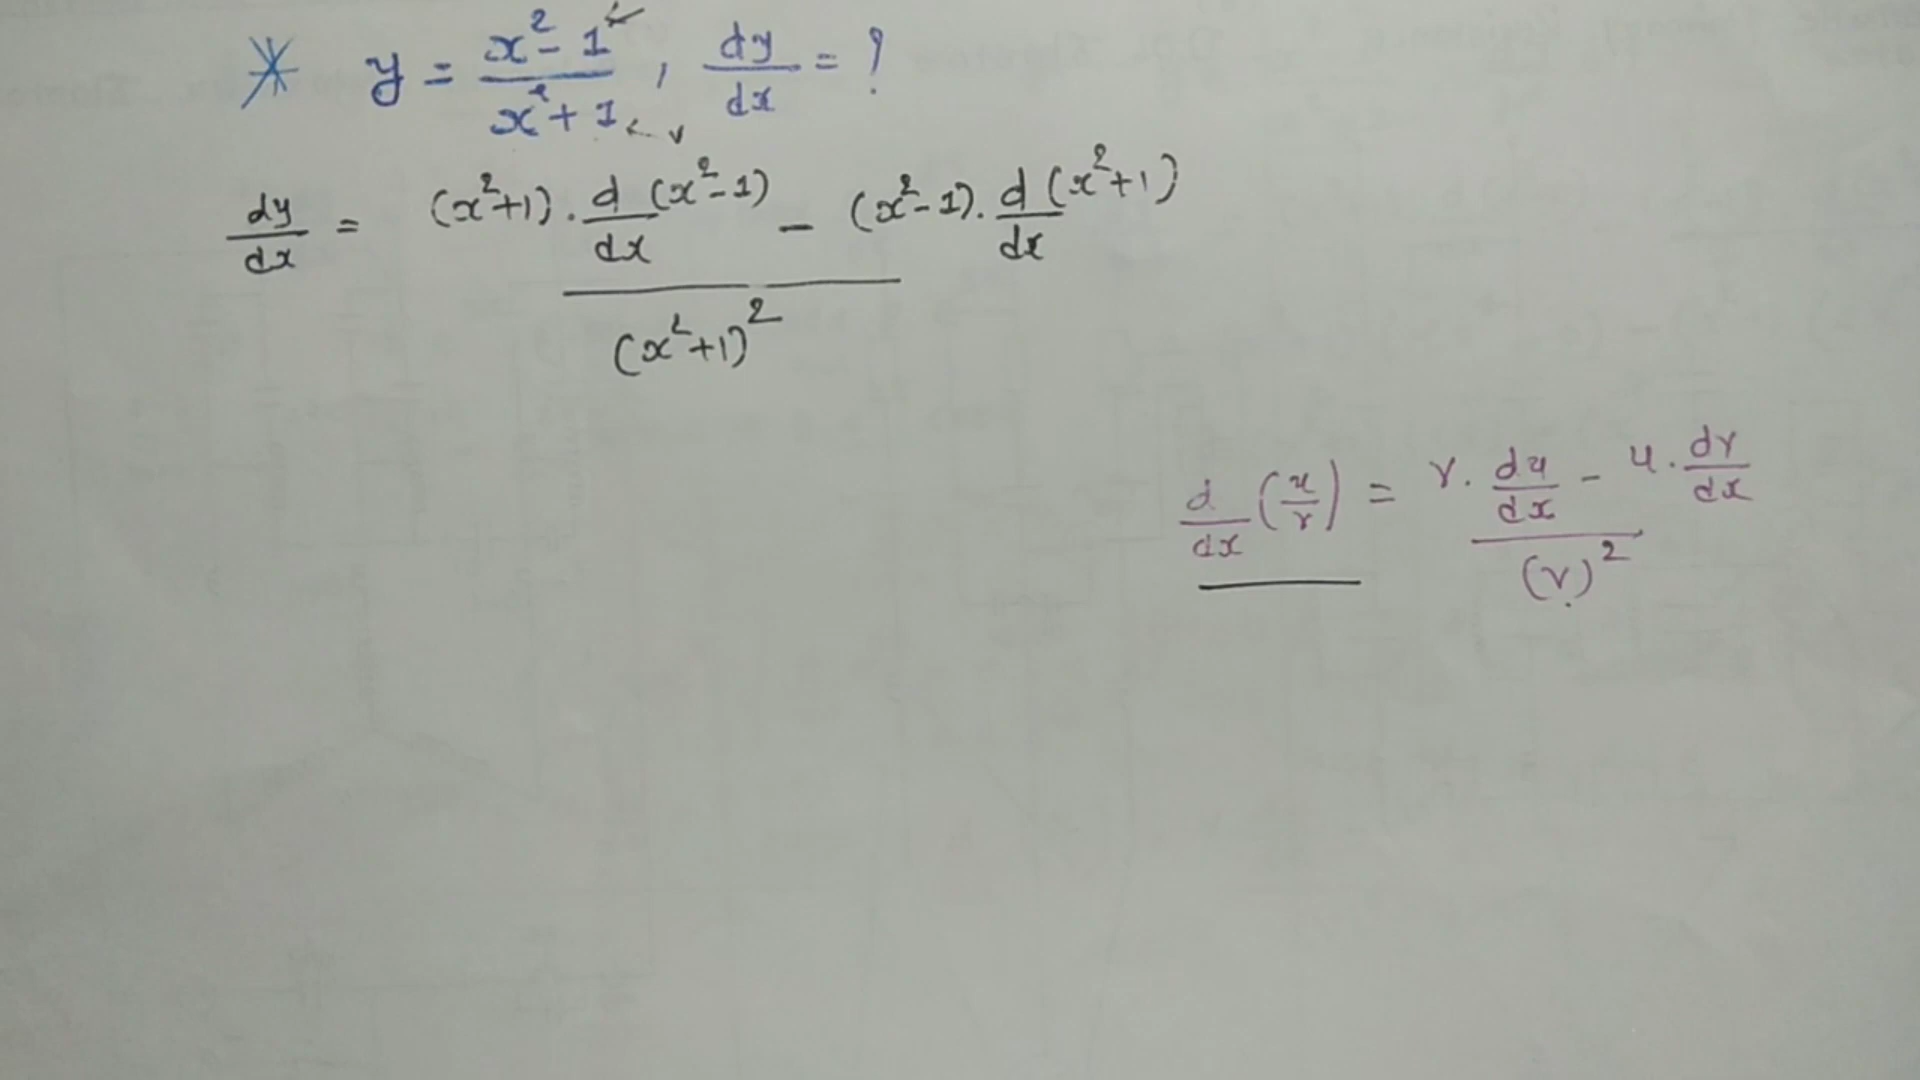 * y = x² - 1 / x² + 1 , dy/dx = ?
dy/dx = (x²+1) . d/dx (x²-1) - (x²-1) . d/dx (x²+1)
(x²+1)²
d/dx (u/v) = v . du/dx - u . dv/dx
(v)²